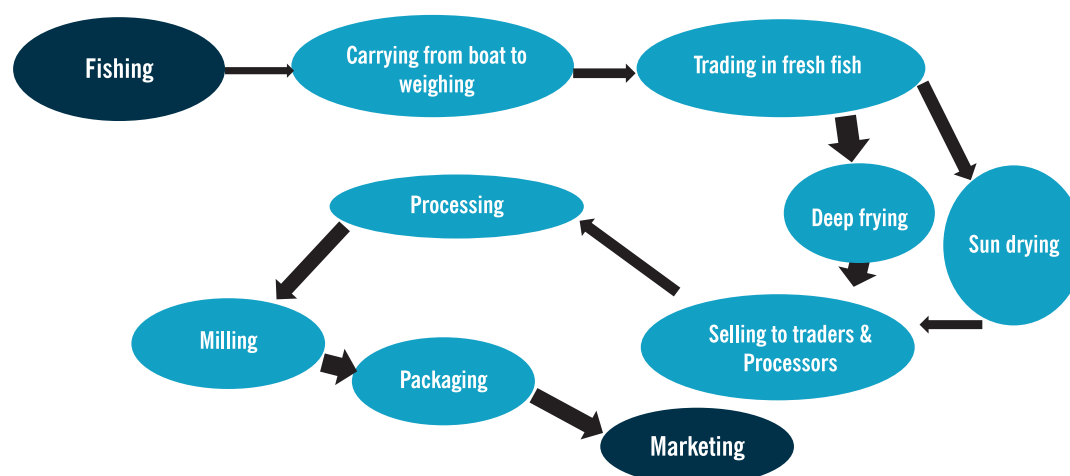 Fishing
Carrying from boat to
weighing
Trading in fresh fish
Deep frying
Sun drying
Selling to traders &
Processors
Processing
Milling
Packaging
Marketing